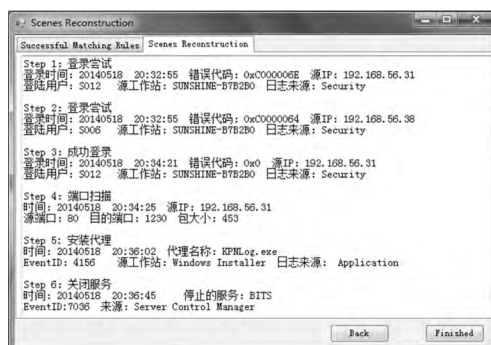 Scenes Reconstruction
Successful Matching Rules Scenes Reconstruction
Step 1: 登录尝试
登录时间: 20140518 20:32:55 错误代码: 0xC000006E 源IP: 192.168.56.31
登陆用户: S012 源工作站: SUNSHINE-B7B2B0 日志来源: Security
Step 2: 登录尝试
登录时间: 20140518 20:32:55 错误代码: 0xC0000064 源IP: 192.168.56.38
登陆用户: S006 源工作站: SUNSHINE-B7B2B0 日志来源: Security
Step 3: 成功登录
登录时间: 20140518 20:34:21 错误代码: 0x0 源IP: 192.168.56.31
登陆用户: S012 源工作站: SUNSHINE-B7B2B0 日志来源: Security
Step 4: 端口扫描
时间: 20140518 20:34:25 源IP: 192.168.56.31
源端口: 80 目的端口: 1230 包大小: 453
Step 5: 安装代理
时间: 20140518 20:36:02 代理名称: KPNLog.exe
EventID: 4156 源工作站: Windows Installer 日志来源: Application
Step 6: 关闭服务
时间: 20140518 20:36:45 停止的服务: BITS
EventID:7036 来源: Server Control Manager
Back Finished